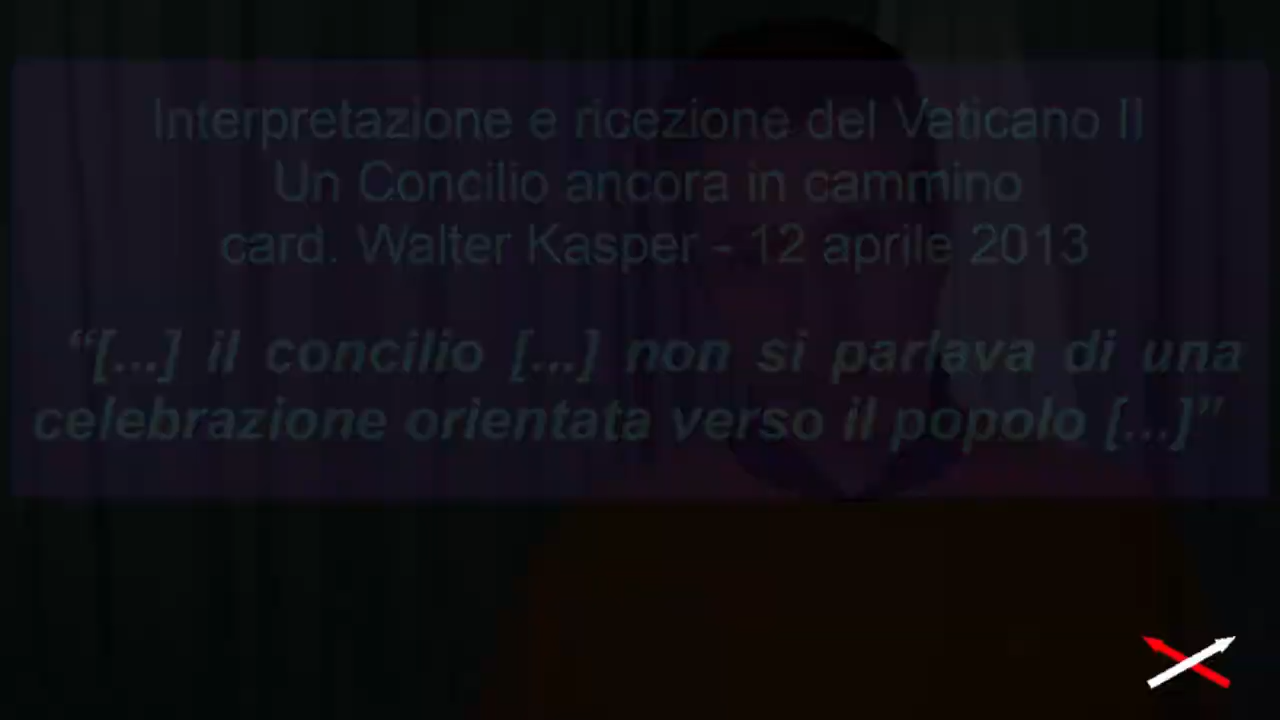 Interpretazione e ricezione del Vaticano II
Un Concilio ancora in cammino
card. Walter Kasper - 12 aprile 2013
“[...] il concilio [...] non si parlava di una
celebrazione orientata verso il popolo [...]”